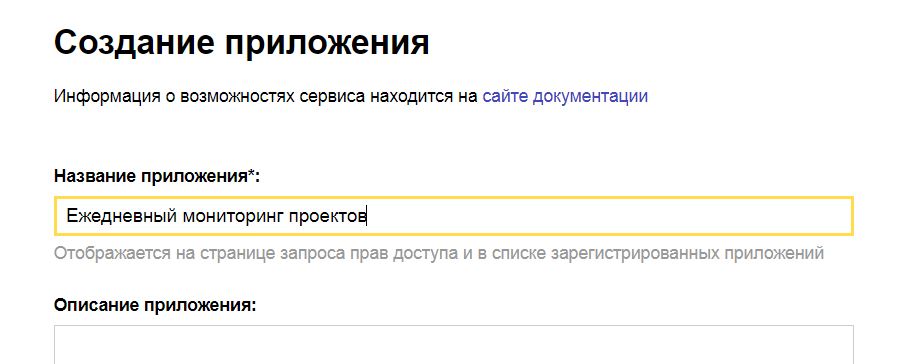 Создание приложения
Информация о возможностях сервиса находится на сайте документации
Название приложения*:
Ежедневный мониторинг проектов
Отображается на странице запроса прав доступа и в списке зарегистрированных приложений
Описание приложения: